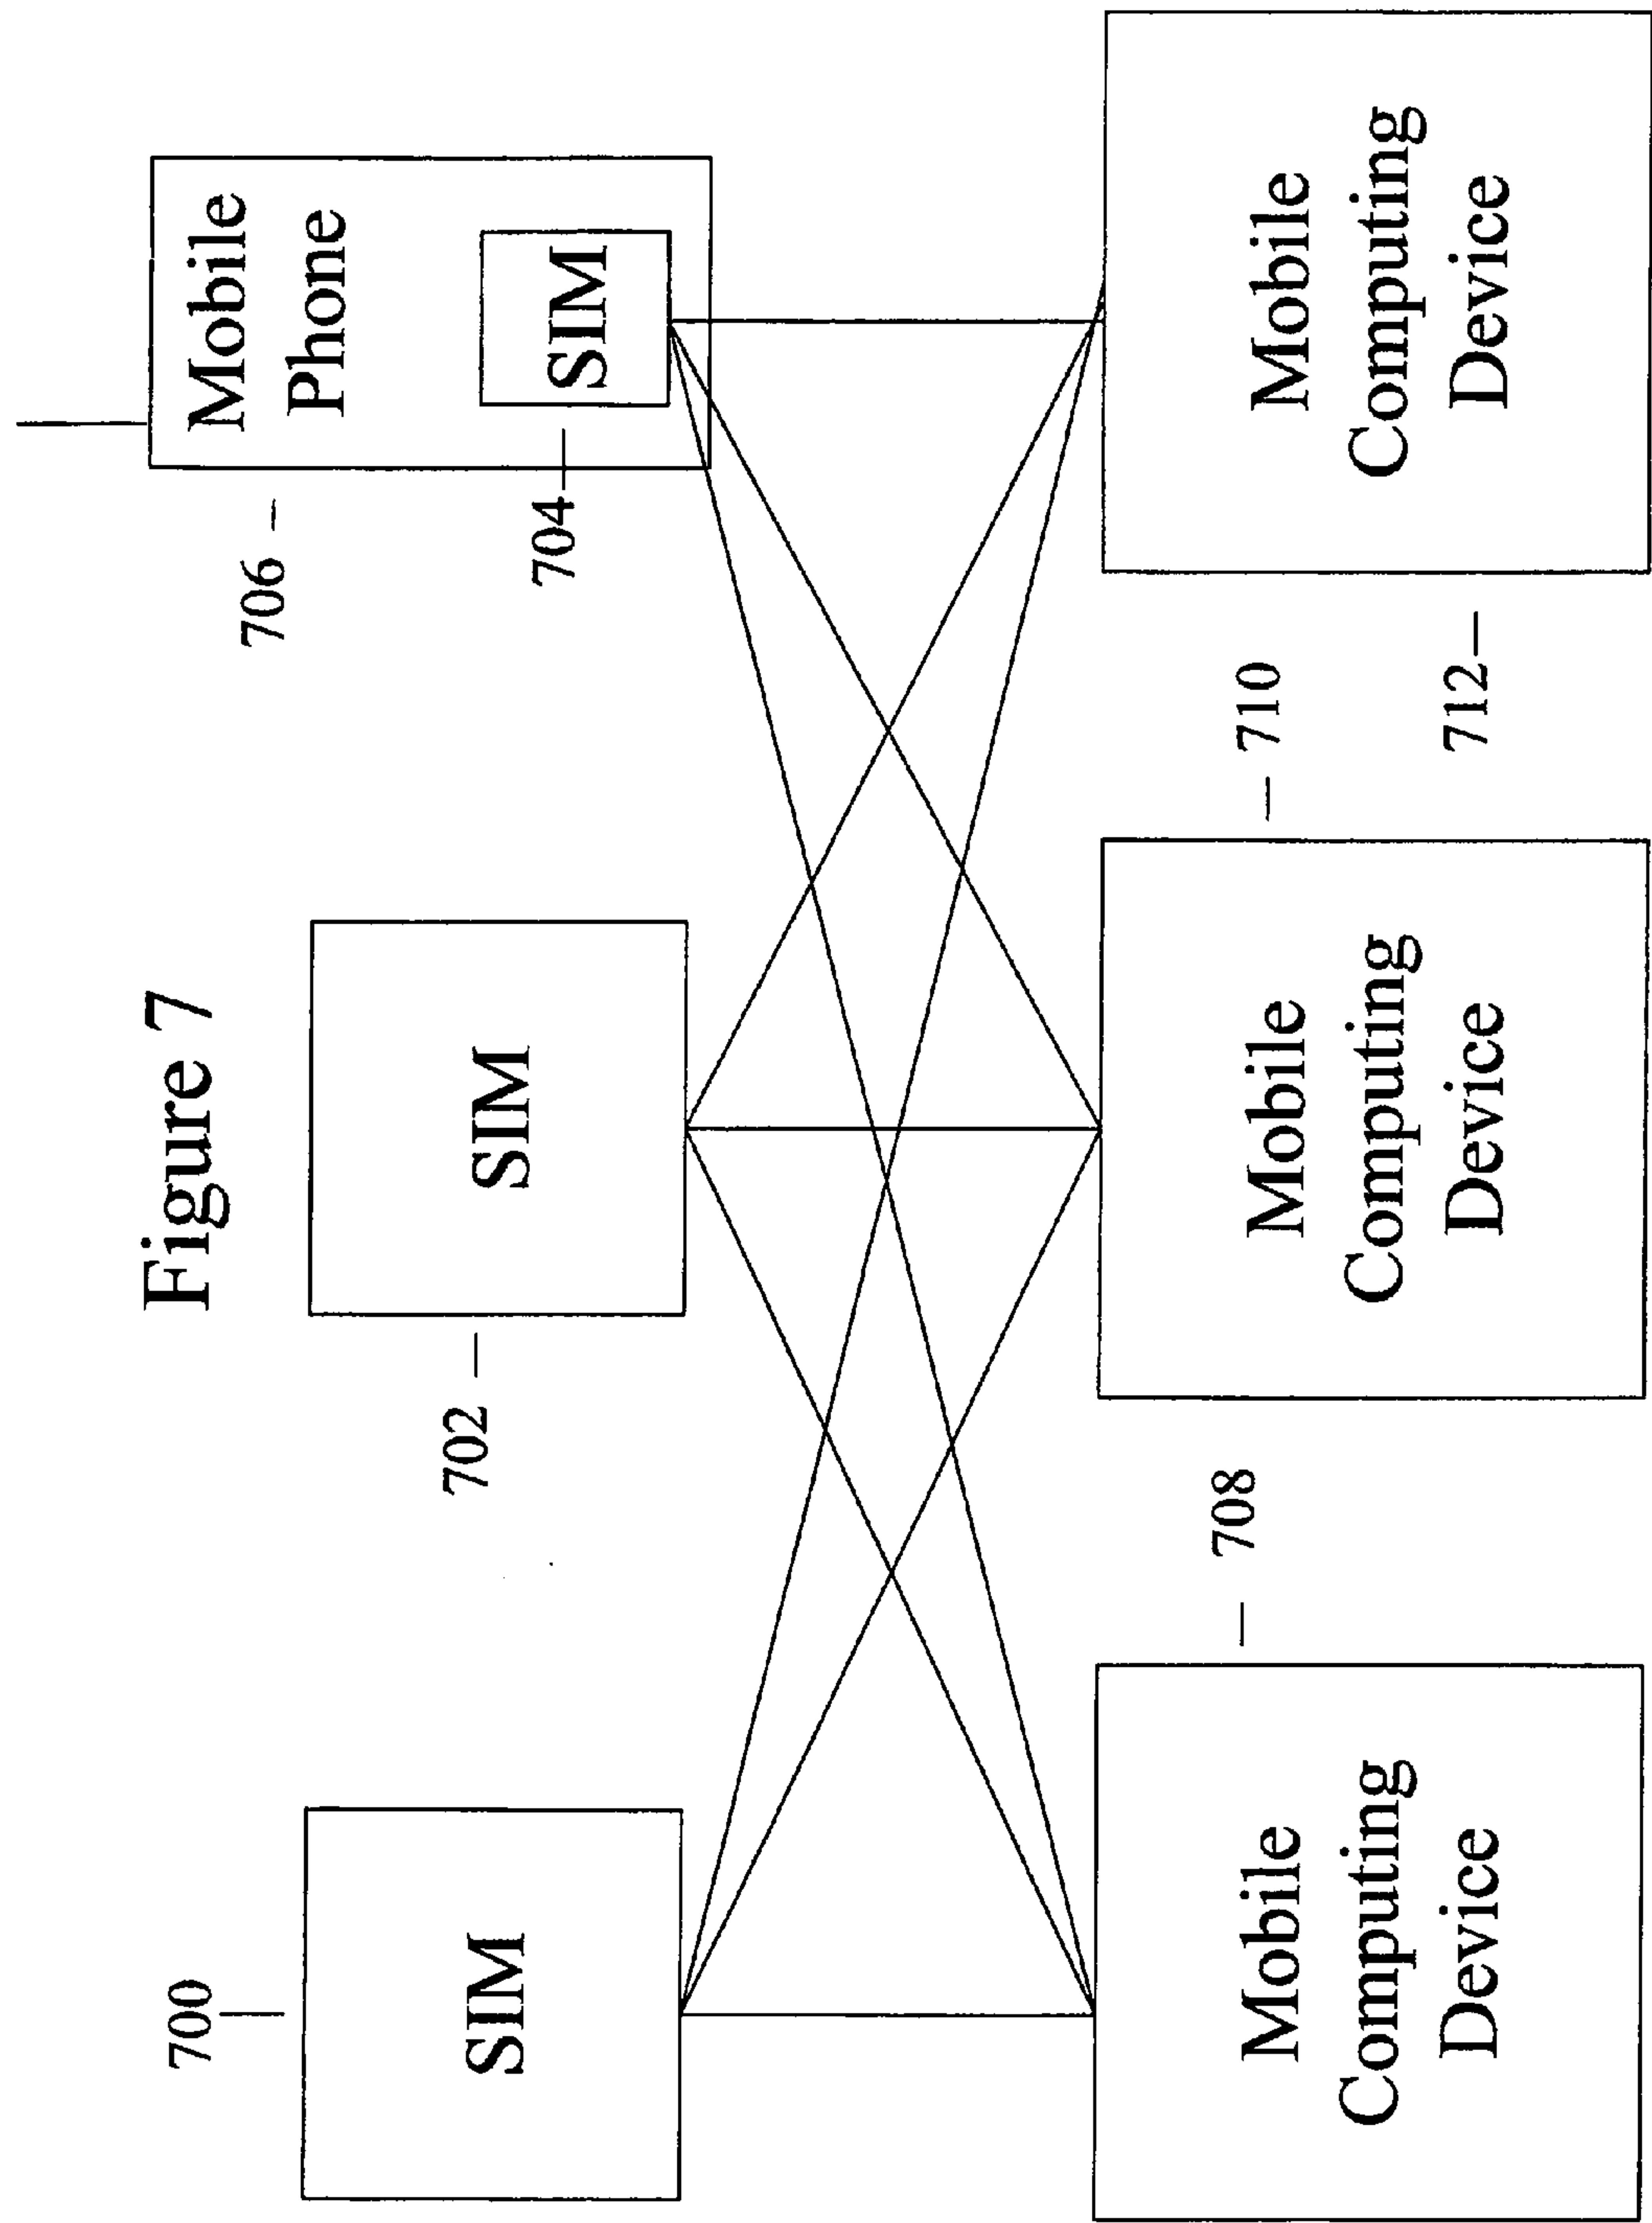 Figure 7
700
SIM
702
SIM
706
Mobile
Phone
704
SIM
708
Mobile
Computing
Device
710
Mobile
Computing
Device
712
Mobile
Computing
Device